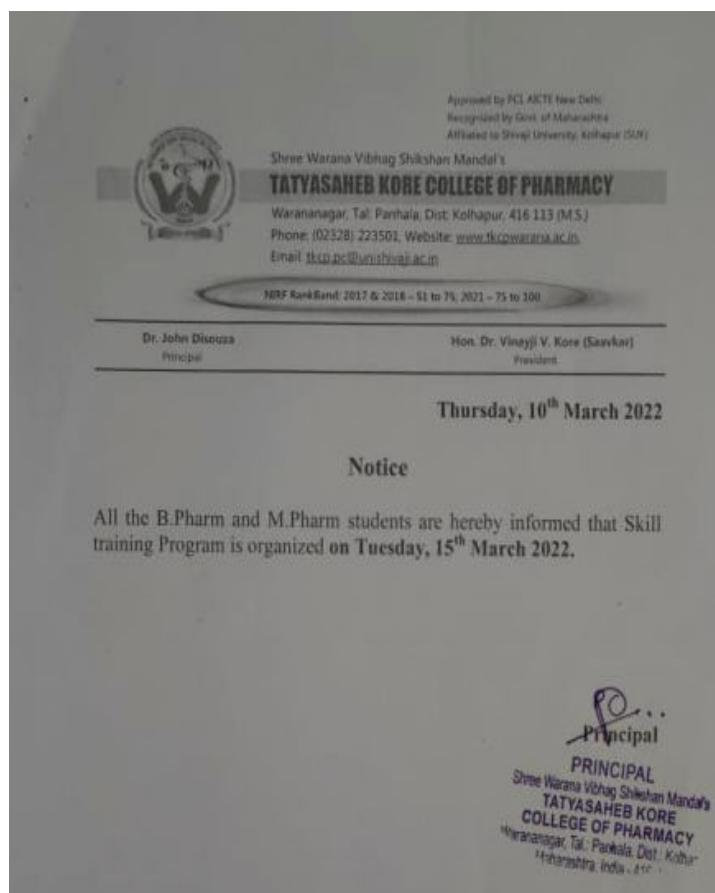 Approved by PCI, AICTE New Delhi
Recognized by Govt. of Maharashtra
Affiliated to Shivaji University, Kolhapur (SUK)
Shree Warana Vibhag Shikshan Mandal's
TATYASAHEB KORE COLLEGE OF PHARMACY
Warananagar, Tal: Panhala, Dist: Kolhapur, 416 113 (M.S.)
Phone: (02328) 223501, Website: www.tkcpwarana.ac.in,
Email: tkcp.pc@unishivaji.ac.in
NIRF RankBand: 2017 & 2018 – 51 to 75, 2021 – 75 to 100
Dr. John Disouza
Principal
Hon. Dr. Vinayji V. Kore (Saavkar)
President
Thursday, 10th March 2022
Notice
All the B.Pharm and M.Pharm students are hereby informed that Skill
training Program is organized on Tuesday, 15th March 2022.
Principal
PRINCIPAL
Shree Warana Vibhag Shikshan Mandal's
TATYASAHEB KORE
COLLEGE OF PHARMACY
Warananagar, Tal.: Panhala, Dist.:
Maharashtra, India -